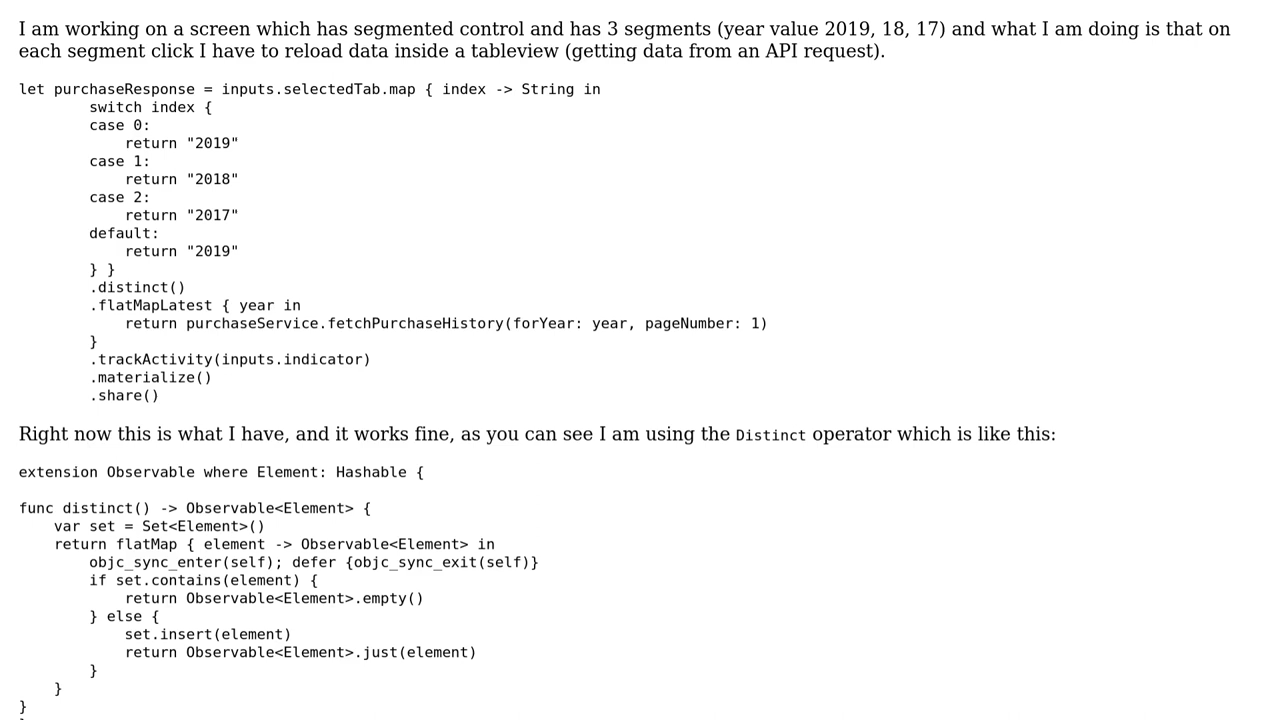 I am working on a screen which has segmented control and has 3 segments (year value 2019, 18, 17) and what I am doing is that on
each segment click I have to reload data inside a tableview (getting data from an API request).
let purchaseResponse = inputs.selectedTab.map { index -> String in
        switch index {
        case 0:
            return "2019"
        case 1:
            return "2018"
        case 2:
            return "2017"
        default:
            return "2019"
        } }
        .distinct()
        .flatMapLatest { year in
            return purchaseService.fetchPurchaseHistory(forYear: year, pageNumber: 1)
        }
        .trackActivity(inputs.indicator)
        .materialize()
        .share()
Right now this is what I have, and it works fine, as you can see I am using the Distinct operator which is like this:
extension Observable where Element: Hashable {
func distinct() -> Observable<Element> {
    var set = Set<Element>()
    return flatMap { element -> Observable<Element> in
        objc_sync_enter(self); defer {objc_sync_exit(self)}
        if set.contains(element) {
            return Observable<Element>.empty()
        } else {
            set.insert(element)
            return Observable<Element>.just(element)
        }
    }
}